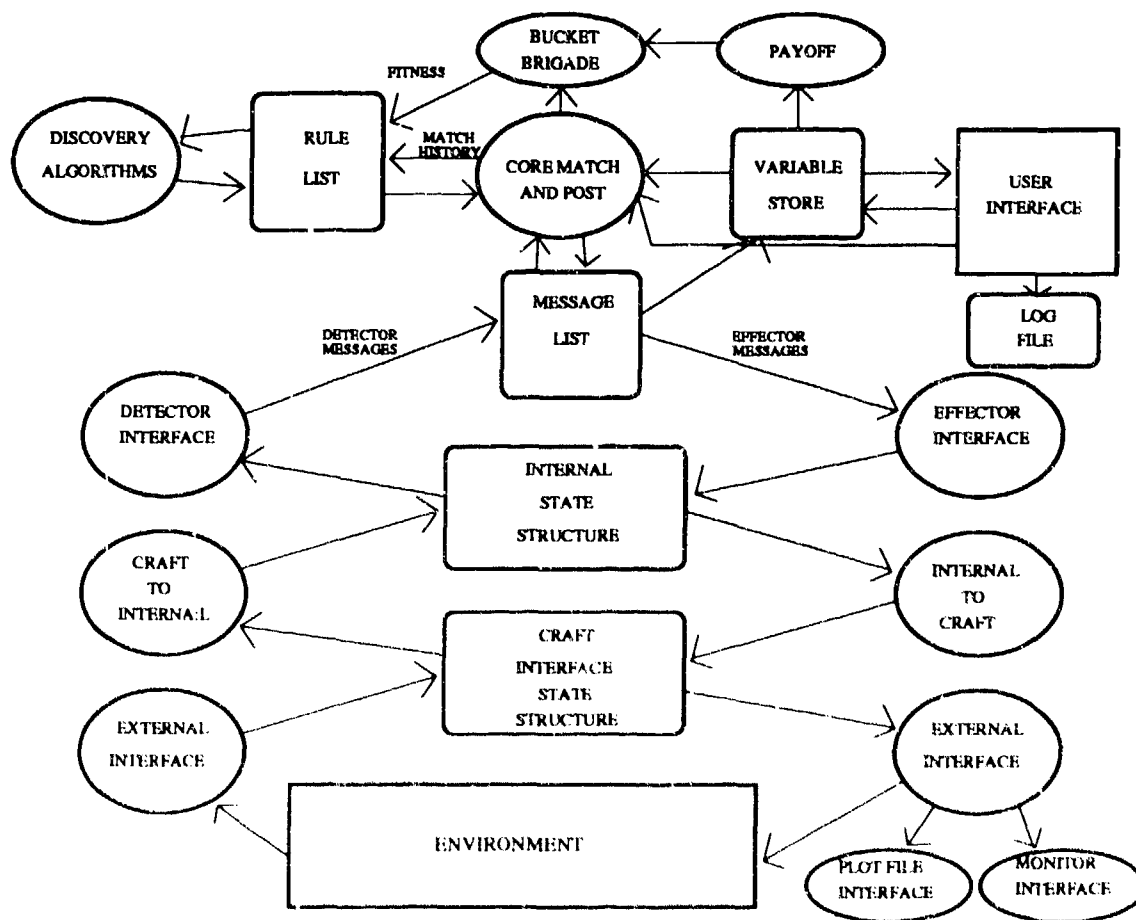 BUCKET
BRIGADE
PAYOFF
FITNESS
DISCOVERY
ALGORITHMS
RULE
LIST
MATCH
HISTORY
CORE MATCH
AND POST
VARIABLE
STORE
USER
INTERFACE
MESSAGE
LIST
LOG
FILE
DETECTOR
MESSAGES
EFFECTOR
MESSAGES
DETECTOR
INTERFACE
EFFECTOR
INTERFACE
INTERNAL
STATE
STRUCTURE
CRAFT
TO
INTERNAL
INTERNAL
TO
CRAFT
CRAFT
INTERFACE
STATE
STRUCTURE
EXTERNAL
INTERFACE
EXTERNAL
INTERFACE
ENVIRONMENT
PLOT FILE
INTERFACE
MONITOR
INTERFACE